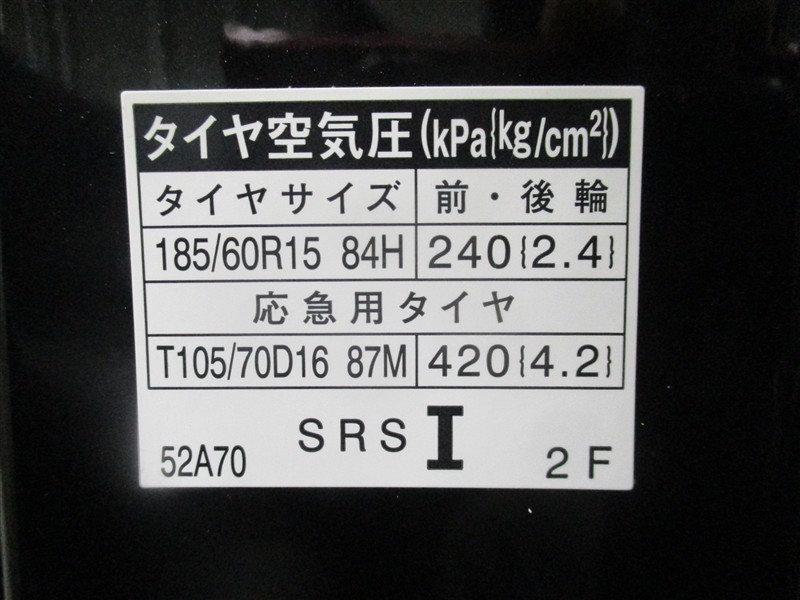 タイヤ空気圧(kPa{kg/cm²})
タイヤサイズ 前・後輪
185/60R15 84H 240{2.4}
応急用タイヤ
T105/70D16 87M 420{4.2}
52A70 SRS I 2F